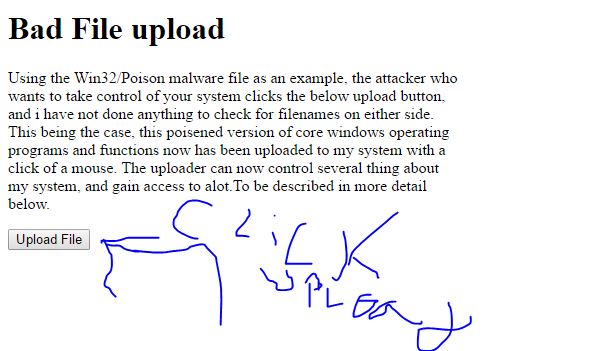 Bad File upload
Using the Win32/Poison malware file as an example, the attacker who
wants to take control of your system clicks the below upload button,
and i have not done anything to check for filenames on either side.
This being the case, this poisened version of core windows operating
programs and functions now has been uploaded to my system with a
click of a mouse. The uploader can now control several thing about
my system, and gain access to alot.To be described in more detail
below.
Upload File
CLiCK